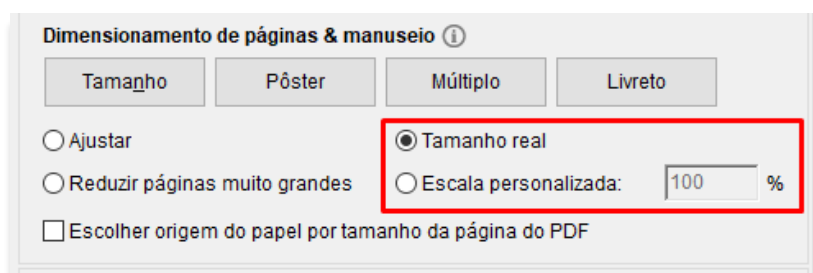 Dimensionamento de páginas & manuseio
Tamanho Pôster Múltiplo Livreto
Ajustar Tamanho real
Reduzir páginas muito grandes Escala personalizada: 100 %
Escolher origem do papel por tamanho da página do PDF